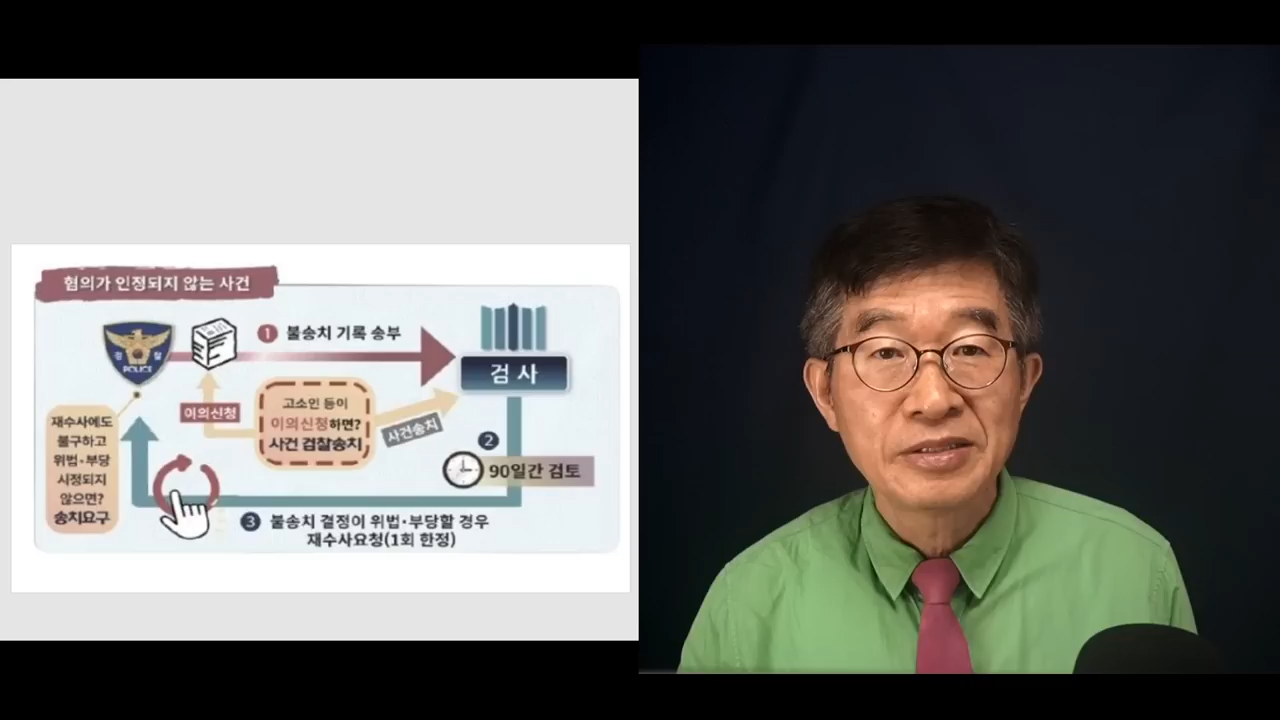 혐의가 인정되지 않는 사건
경 찰
POLICE
1 불송치 기록 송부
검 사
이의신청
고소인 등이
이의신청하면?
사건 검찰송치
사건송치
재수사에도
불구하고
위법·부당
시정되지
않으면?
송치요구
2
90일간 검토
3 불송치 결정이 위법·부당할 경우
재수사요청(1회 한정)